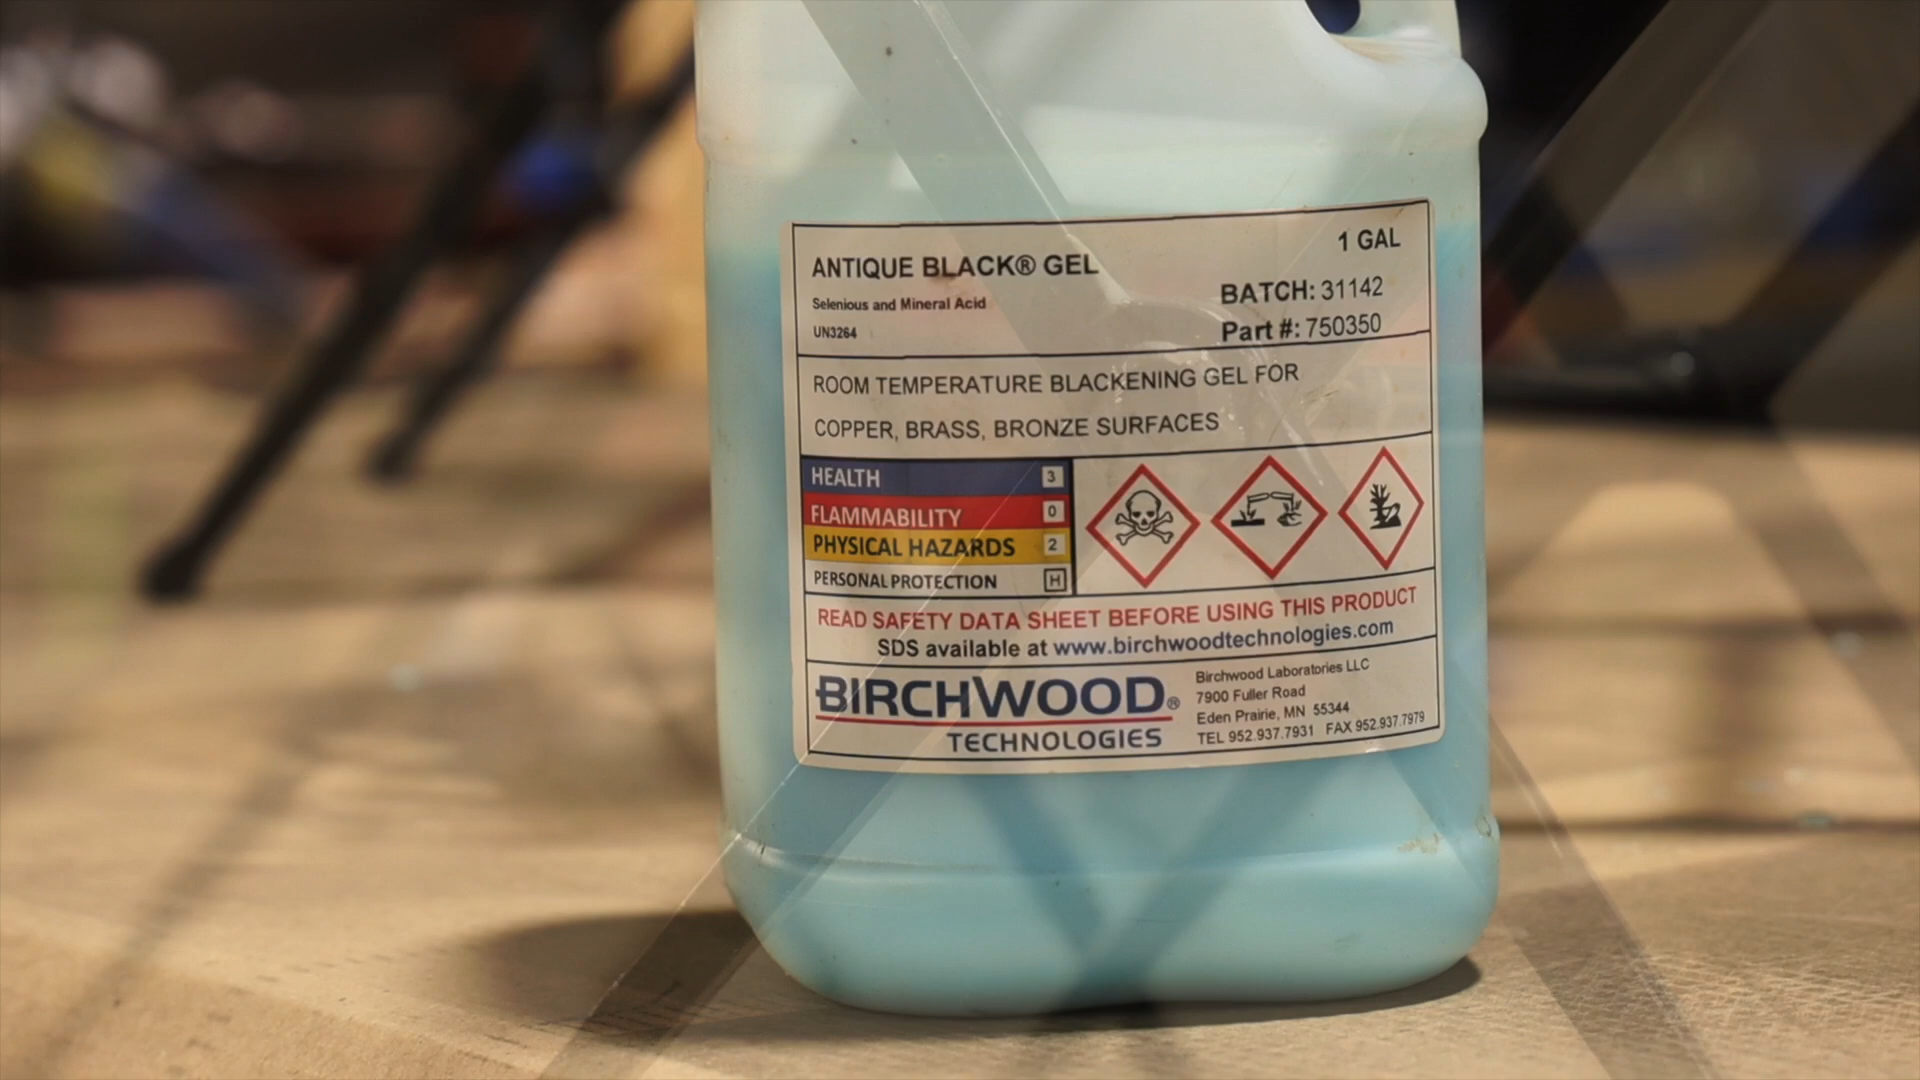 ANTIQUE BLACK® GEL
1 GAL
Selenious and Mineral Acid
BATCH: 31142
UN3264
Part #: 750350
ROOM TEMPERATURE BLACKENING GEL FOR
COPPER, BRASS, BRONZE SURFACES
HEALTH 3
FLAMMABILITY 0
PHYSICAL HAZARDS 2
PERSONAL PROTECTION H
READ SAFETY DATA SHEET BEFORE USING THIS PRODUCT
SDS available at www.birchwoodtechnologies.com
BIRCHWOOD®
TECHNOLOGIES
Birchwood Laboratories LLC
7900 Fuller Road
Eden Prairie, MN 55344
TEL 952.937.7931 FAX 952.937.7979